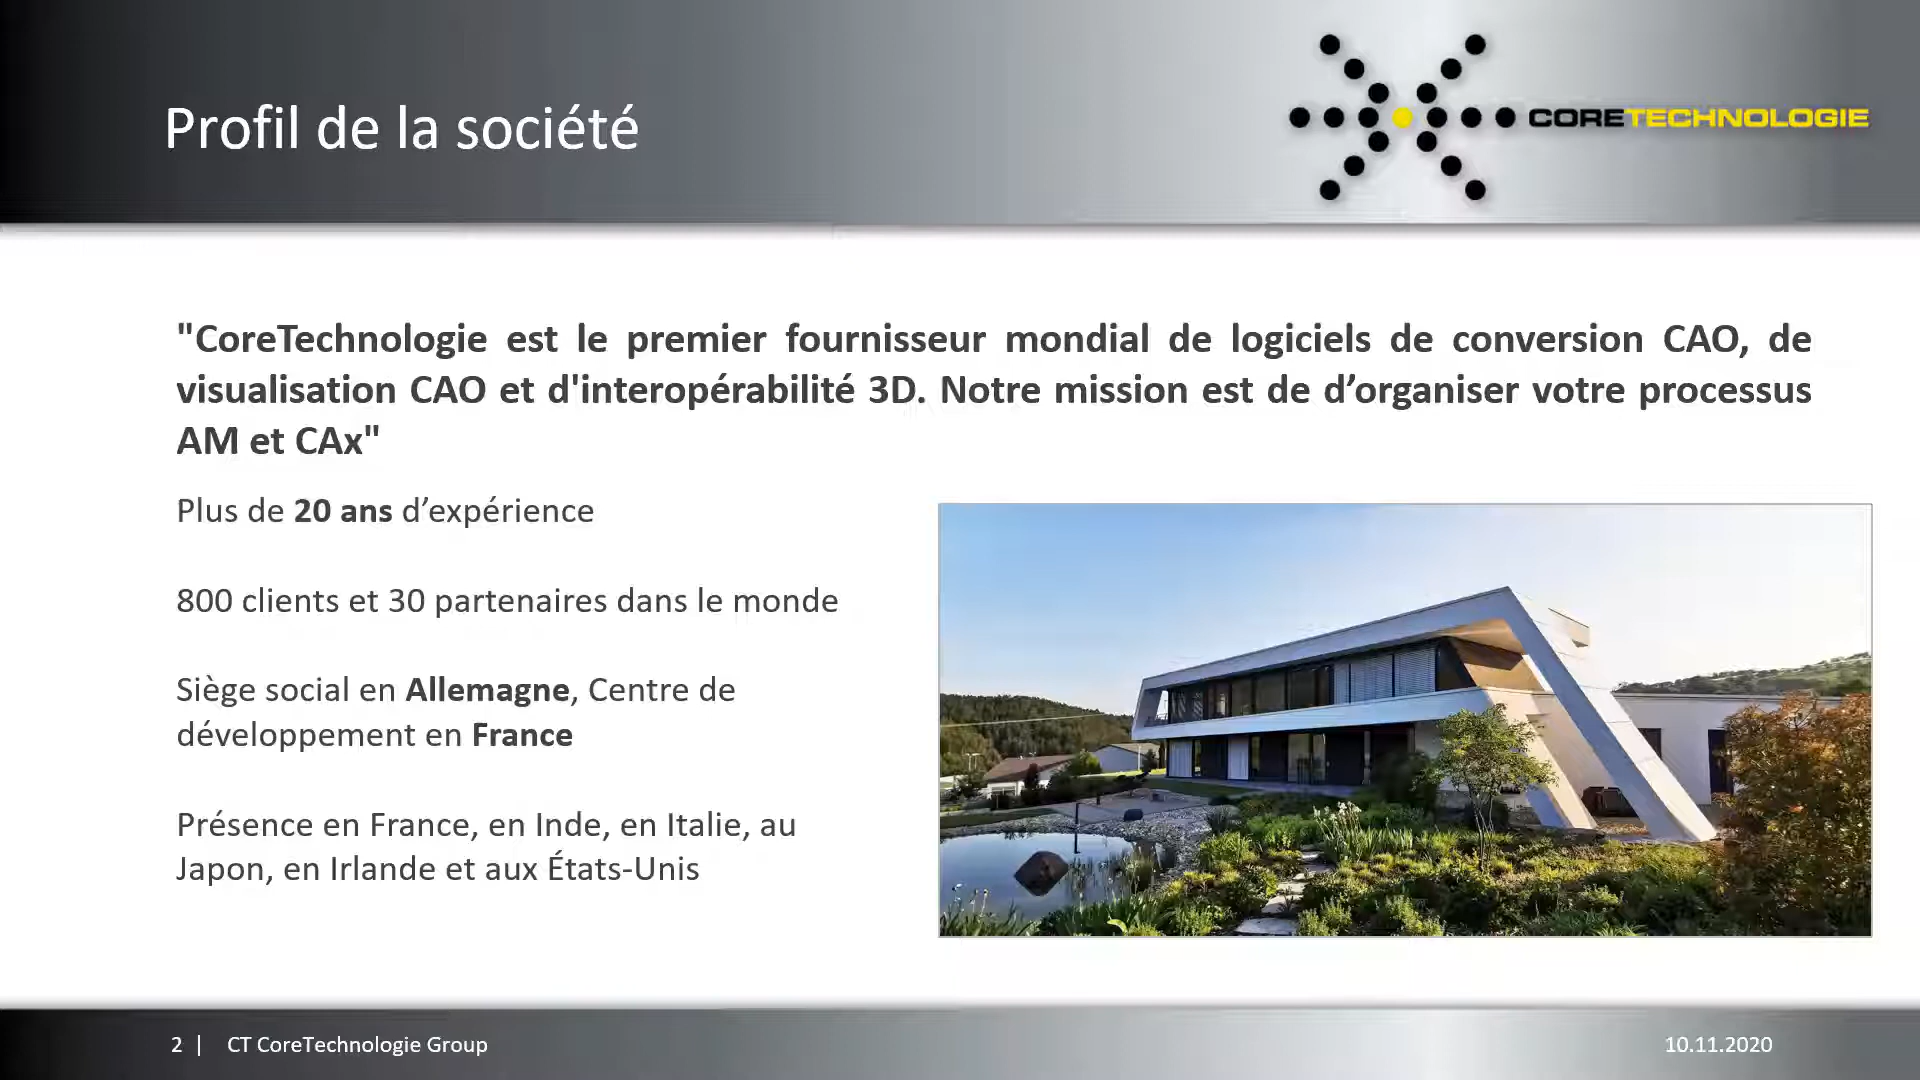 Profil de la société
CORETECHNOLOGIE
"CoreTechnologie est le premier fournisseur mondial de logiciels de conversion CAO, de
visualisation CAO et d'interopérabilité 3D. Notre mission est de d’organiser votre processus
AM et CAx"
Plus de 20 ans d’expérience
800 clients et 30 partenaires dans le monde
Siège social en Allemagne, Centre de
développement en France
Présence en France, en Inde, en Italie, au
Japon, en Irlande et aux États-Unis
2 | CT CoreTechnologie Group
10.11.2020